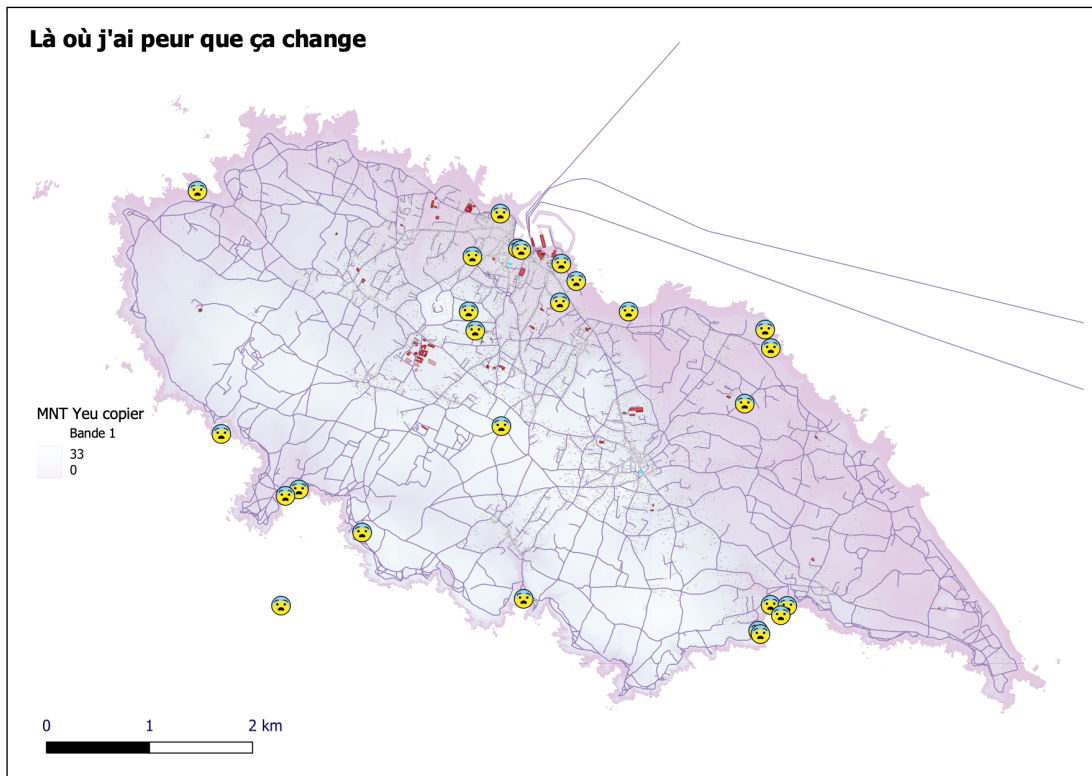 Là où j'ai peur que ça change
MNT Yeu copier
Bande 1
33
0
0 1 2 km